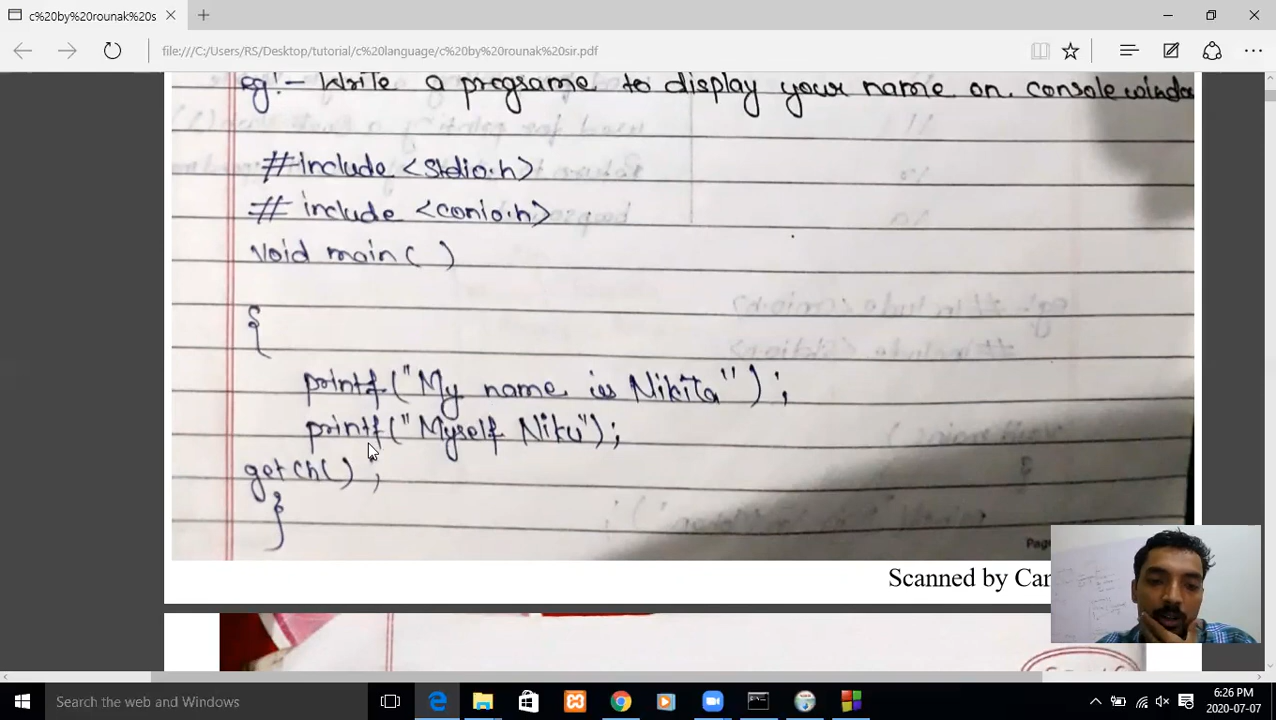 c%20by%20rounak%20s
file:///C:/Users/RS/Desktop/tutorial/c%20language/c%20by%20rounak%20sir.pdf
eg!- Write a programe to display your name on. console windo
#include <stdio.h>
# include <conio.h>
void main( )
{
printf("My name is Nikita");
printf("Myself Niku");
getch();
}
Pag
Scanned by Car
Search the web and Windows
6:26 PM
2020-07-07